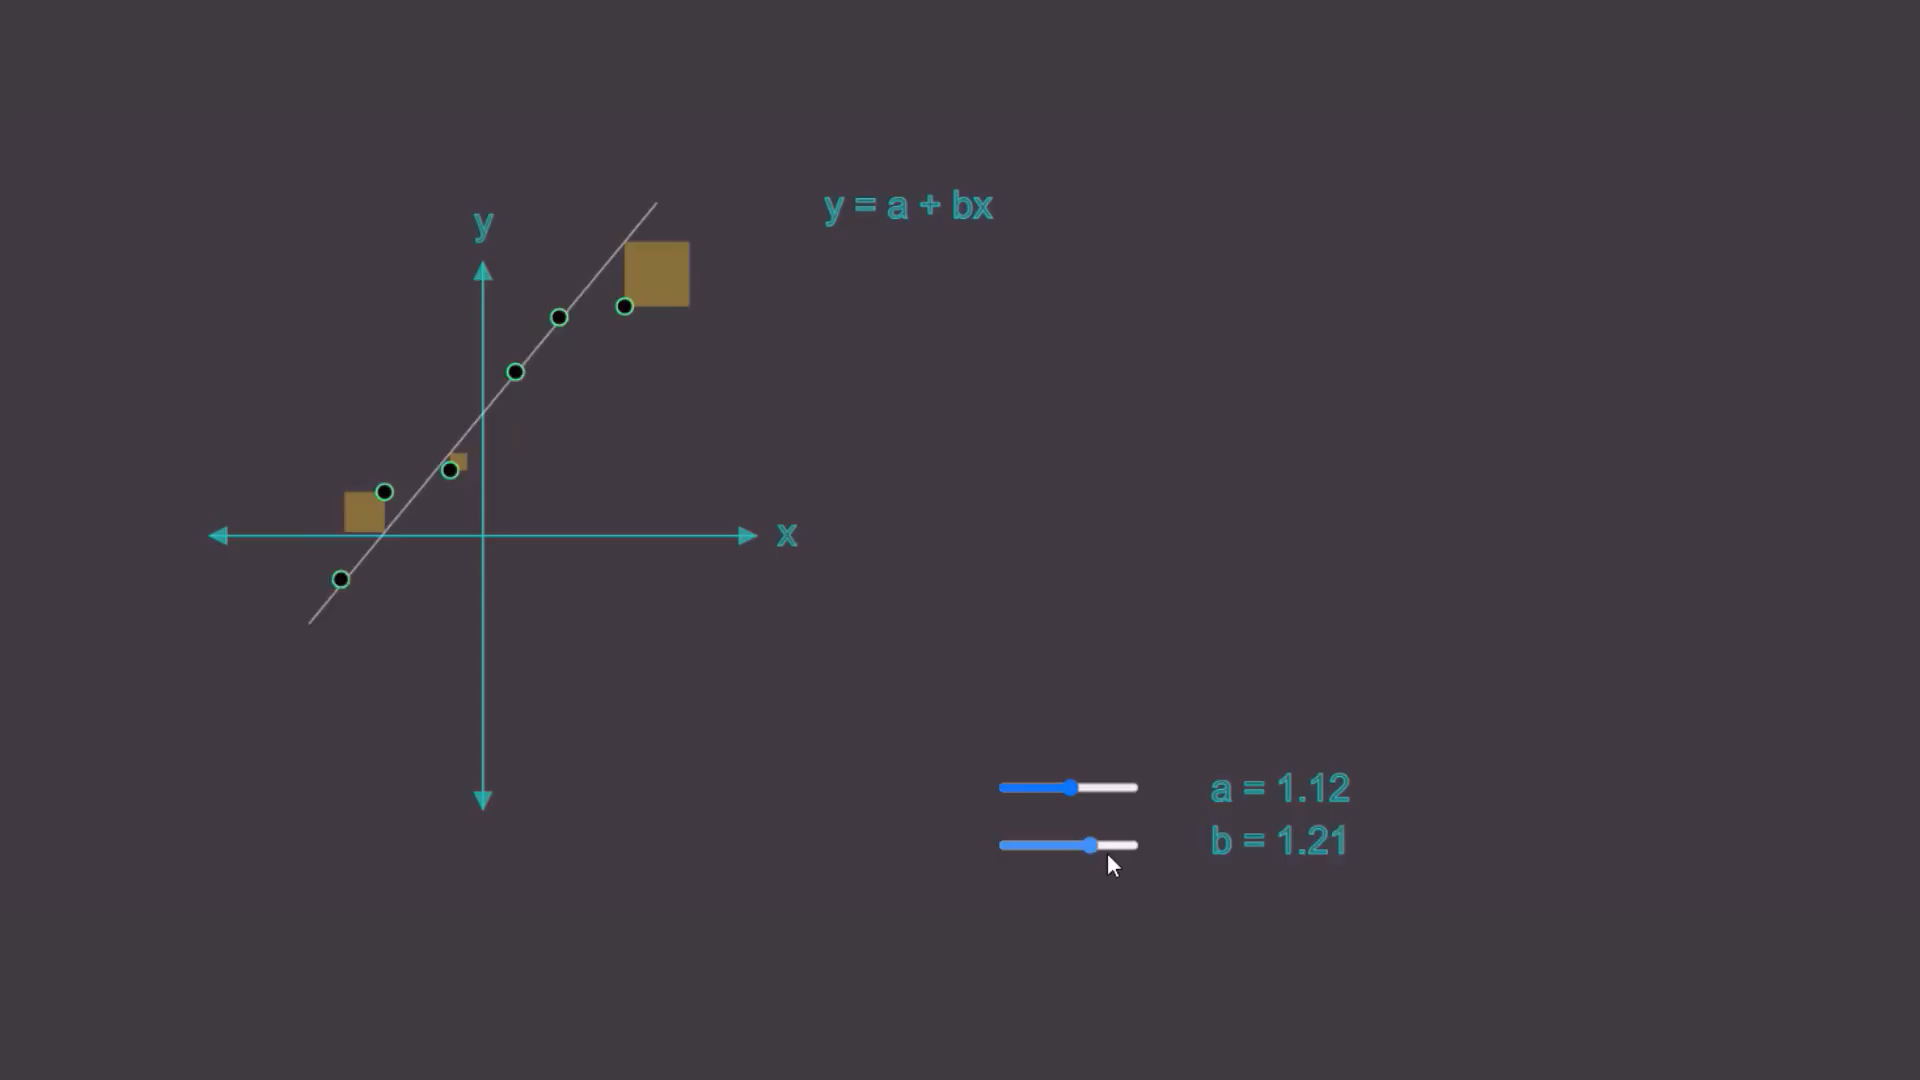 y = a + bx
y
x
a = 1.12
b = 1.21